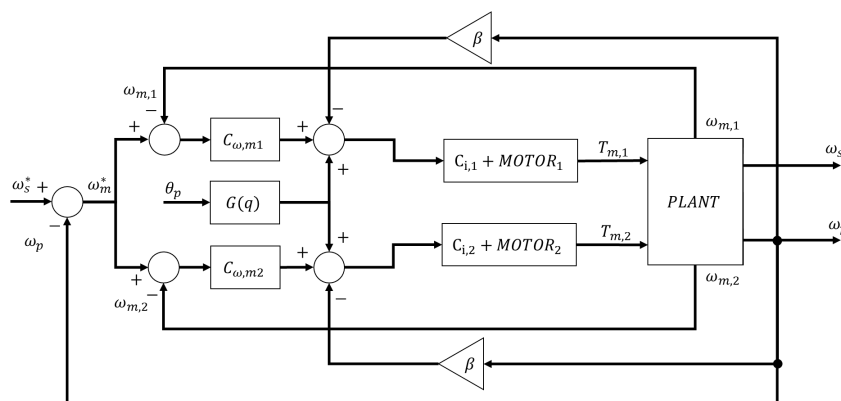 β
ω_{m,1}
−
−
ω_{m,1}
+
C_{ω,m1}
+
C_{i,1} + MOTOR_1
T_{m,1}
ω_s
+
ω_s^* +
ω_m^*
θ_p
G(q)
PLANT
−
ω_p
+
C_{i,2} + MOTOR_2
T_{m,2}
+
C_{ω,m2}
+
−
ω_{m,2}
−
ω_{m,2}
β